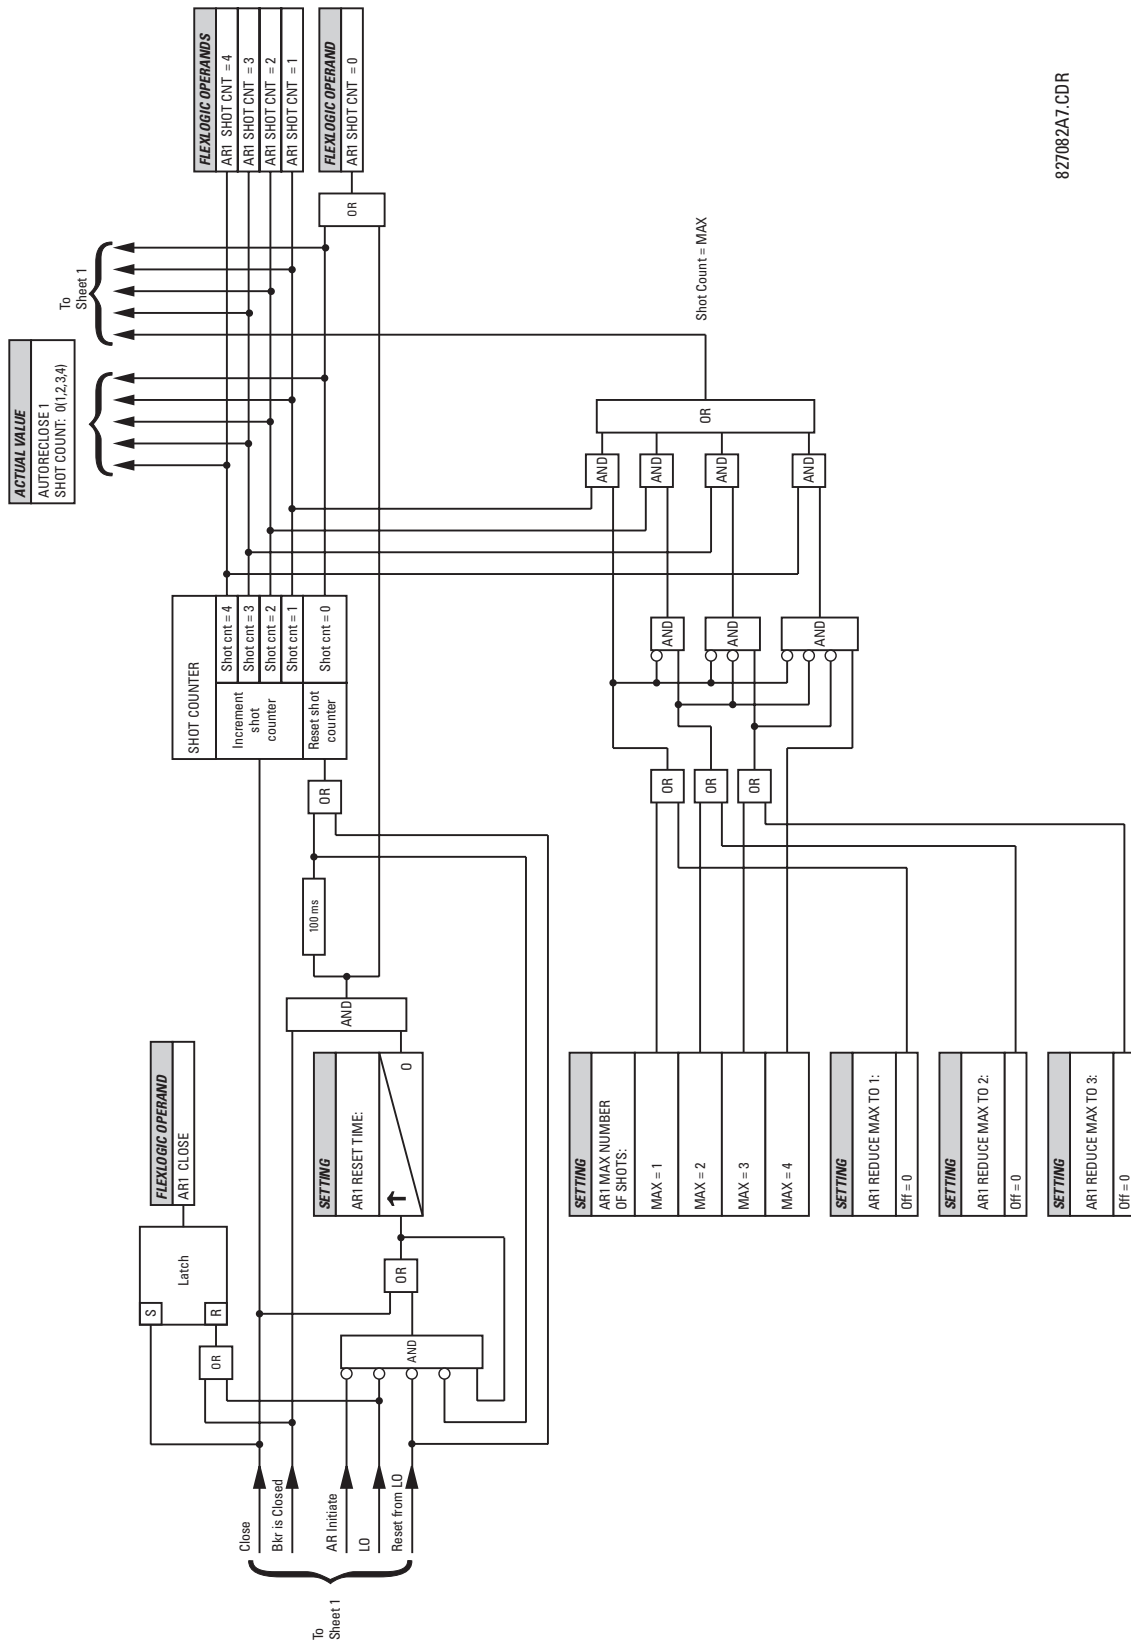 ACTUAL VALUE
AUTORECLOSE 1
SHOT COUNT: 0(1,2,3,4)
To
Sheet 1
FLEXLOGIC OPERANDS
AR1 SHOT CNT = 4
AR1 SHOT CNT = 3
AR1 SHOT CNT = 2
AR1 SHOT CNT = 1
FLEXLOGIC OPERAND
AR1 SHOT CNT = 0
OR
SHOT COUNTER
Increment
shot
counter
Shot cnt = 4
Shot cnt = 3
Shot cnt = 2
Shot cnt = 1
Reset shot
counter
Shot cnt = 0
OR
100 ms
AND
FLEXLOGIC OPERAND
AR1 CLOSE
Latch
S
R
OR
SETTING
AR1 RESET TIME:
0
OR
AND
Close
Bkr is Closed
AR Initiate
LO
Reset from LO
To
Sheet 1
Shot Count = MAX
OR
AND
AND
AND
AND
AND
AND
AND
OR
OR
OR
SETTING
AR1 MAX NUMBER
OF SHOTS:
MAX = 1
MAX = 2
MAX = 3
MAX = 4
SETTING
AR1 REDUCE MAX TO 1:
Off = 0
SETTING
AR1 REDUCE MAX TO 2:
Off = 0
SETTING
AR1 REDUCE MAX TO 3:
Off = 0
827082A7.CDR